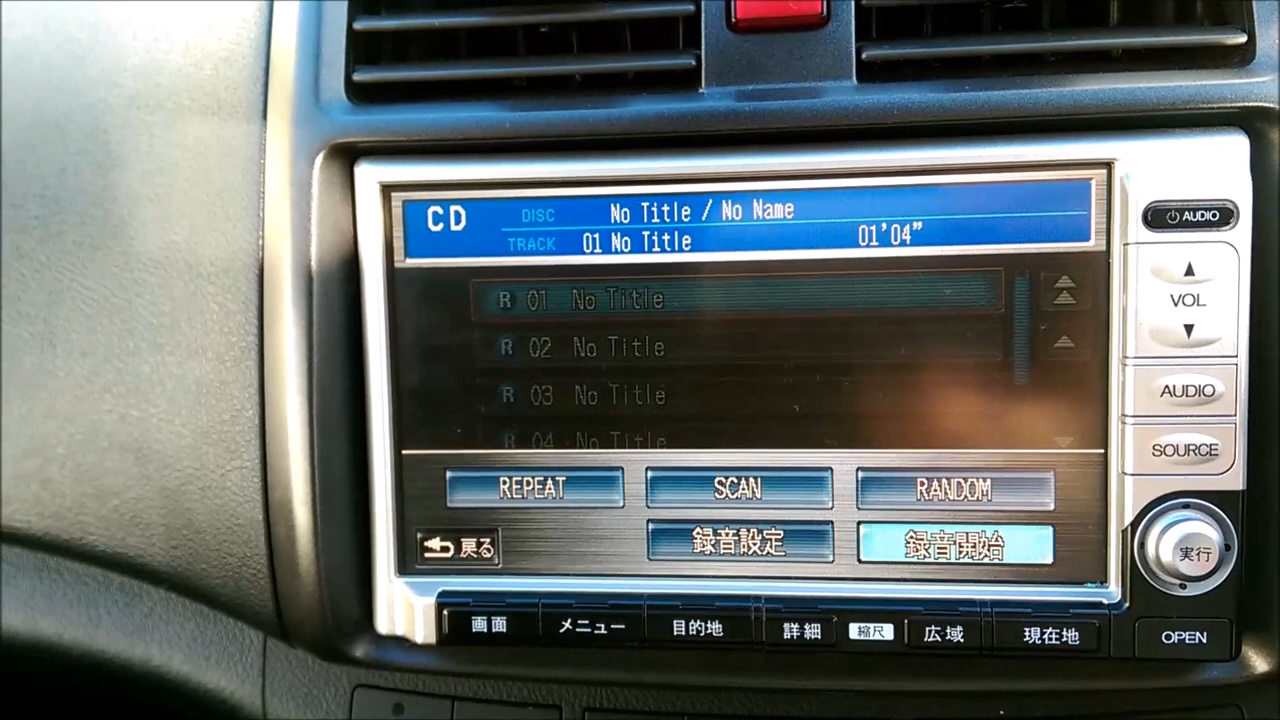 CD DISC No Title / No Name
TRACK 01 No Title 01'04"
R 01 No Title
R 02 No Title
R 03 No Title
R 04 No Title
REPEAT SCAN RANDOM
戻る 録音設定 録音開始
画面 メニュー 目的地 詳細 縮尺 広域 現在地
AUDIO
VOL
AUDIO
SOURCE
実行
OPEN